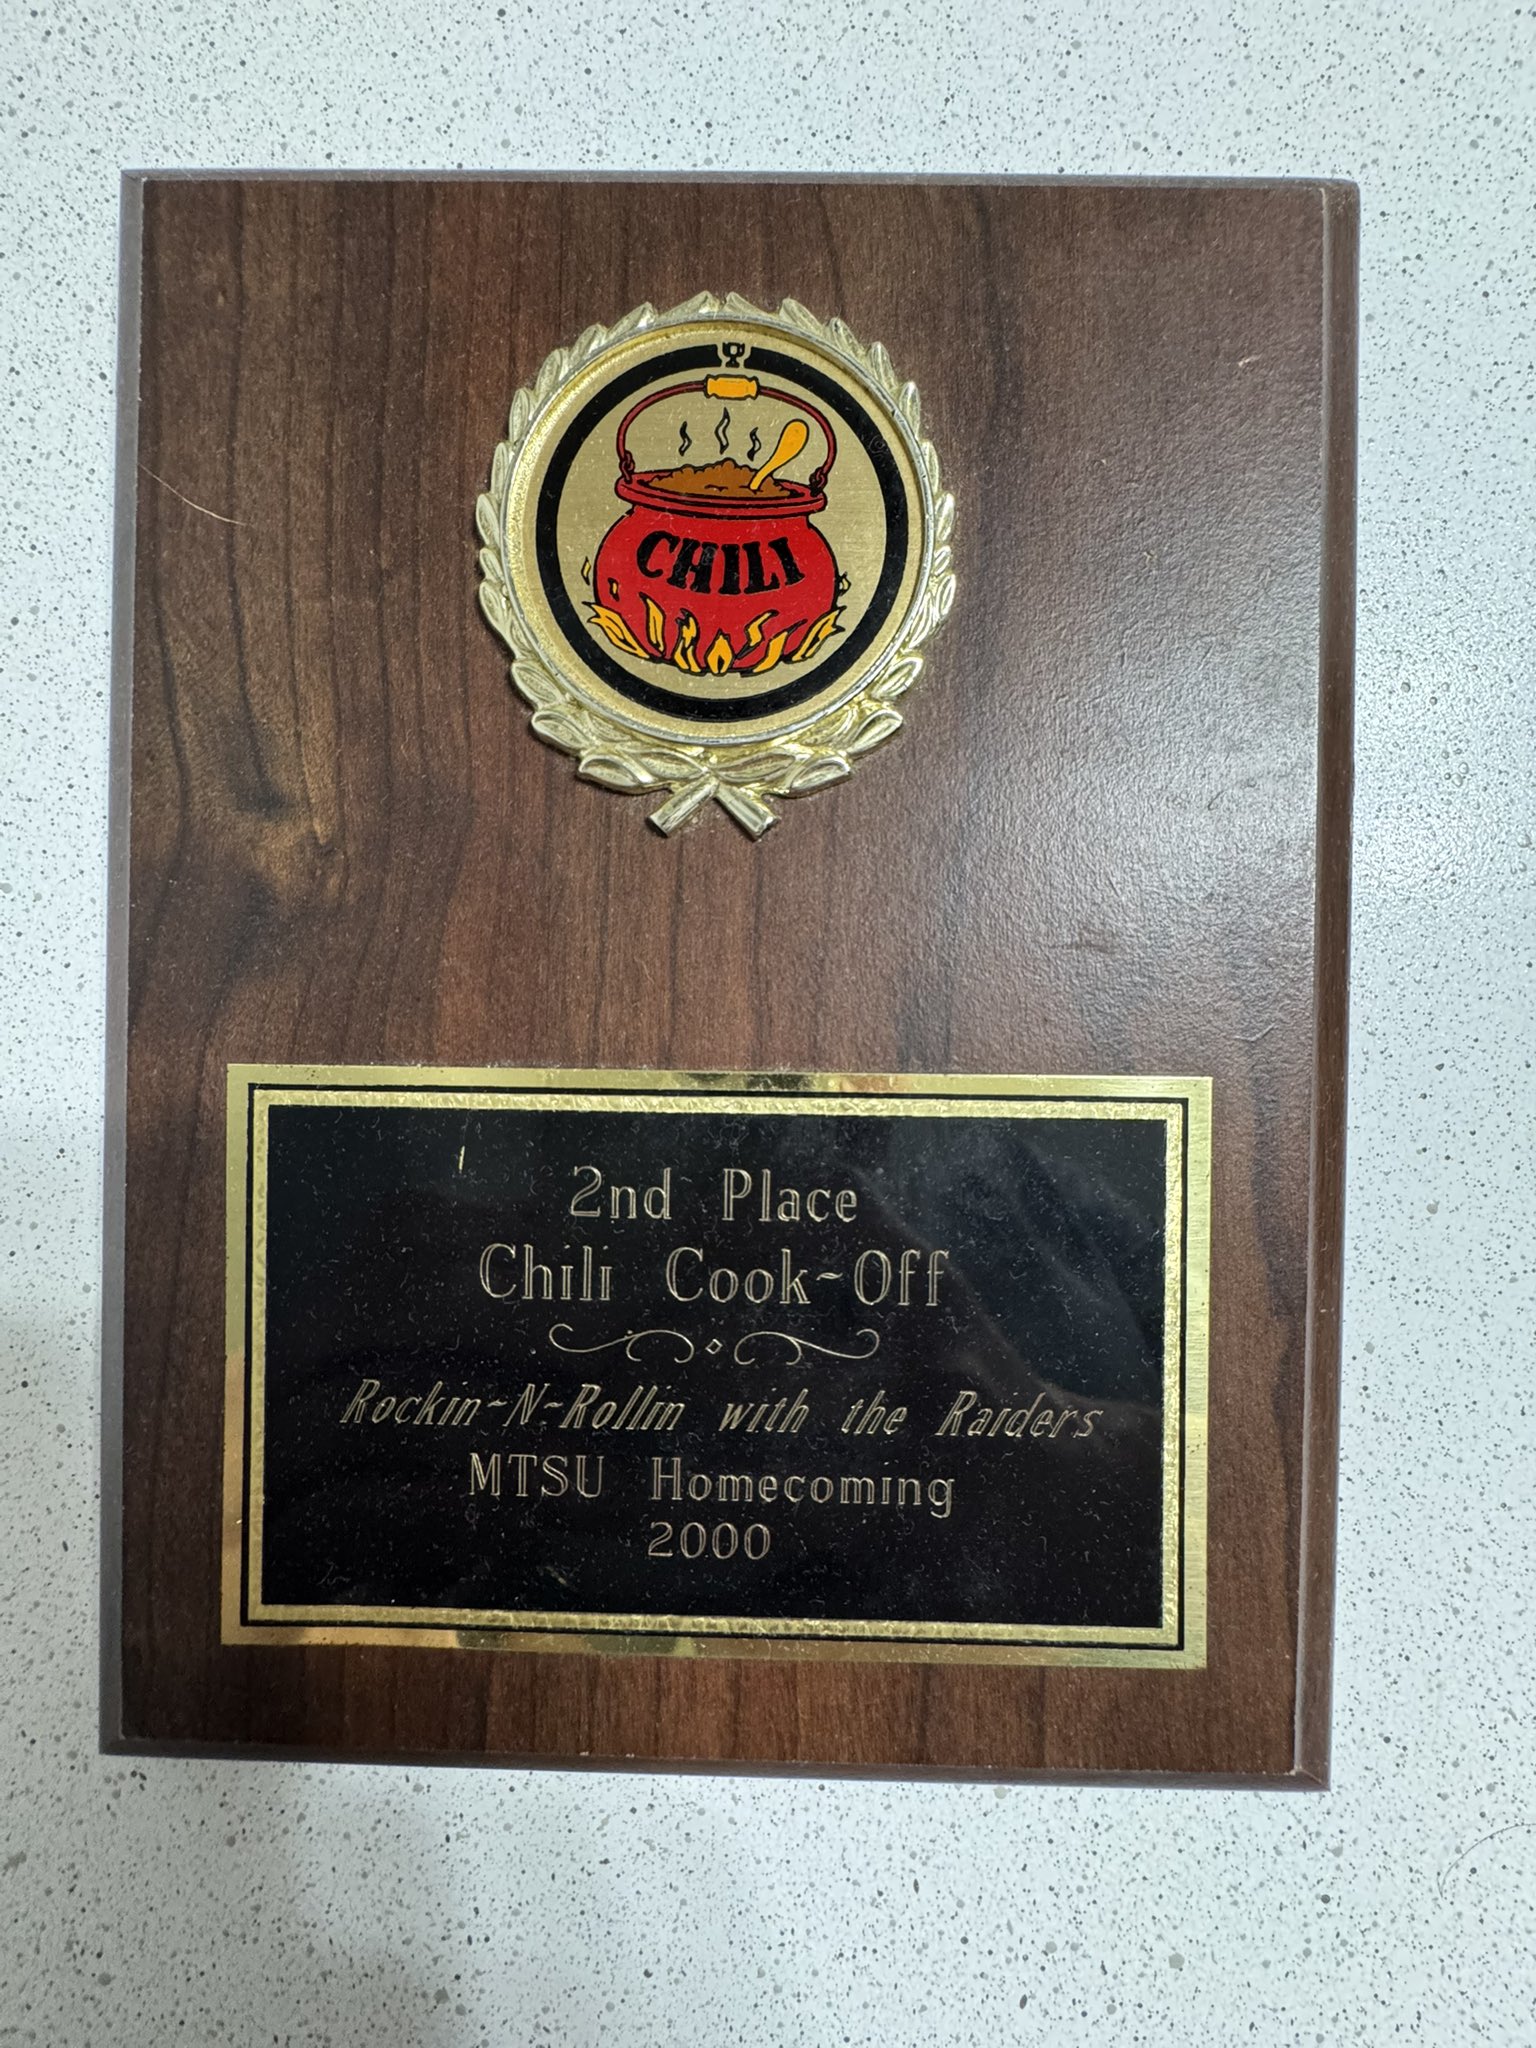 CHILI
2nd Place
Chili Cook-Off
Rockin-N-Rollin with the Raiders
MTSU Homecoming
2000